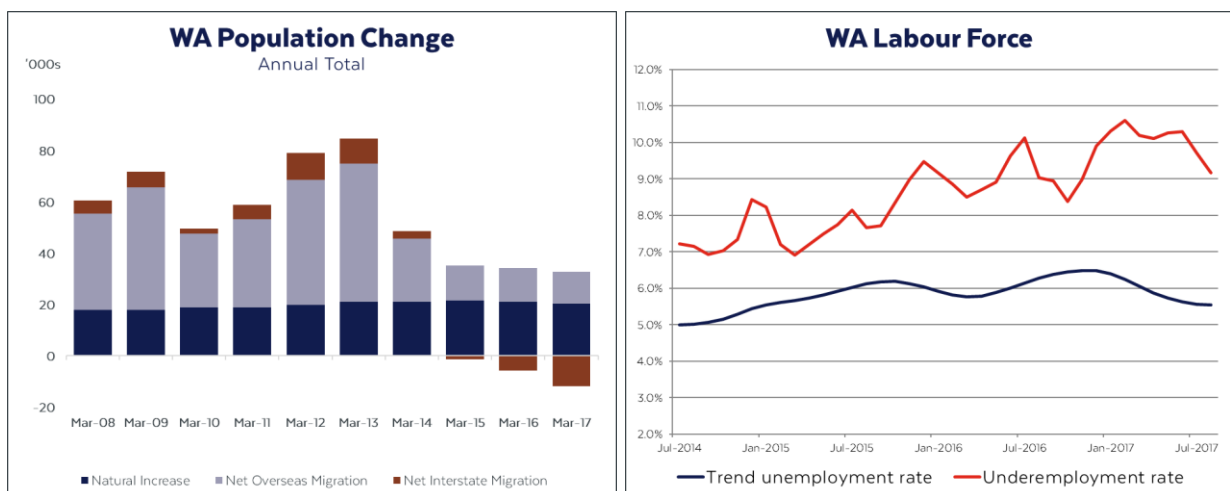 WA Population Change
Annual Total
'000s
100
80
60
40
20
0
-20
Mar-08 Mar-09 Mar-10 Mar-11 Mar-12 Mar-13 Mar-14 Mar-15 Mar-16 Mar-17
Natural Increase Net Overseas Migration Net Interstate Migration
WA Labour Force
12.0%
11.0%
10.0%
9.0%
8.0%
7.0%
6.0%
5.0%
4.0%
3.0%
2.0%
Jul-2014 Jan-2015 Jul-2015 Jan-2016 Jul-2016 Jan-2017 Jul-2017
Trend unemployment rate Underemployment rate